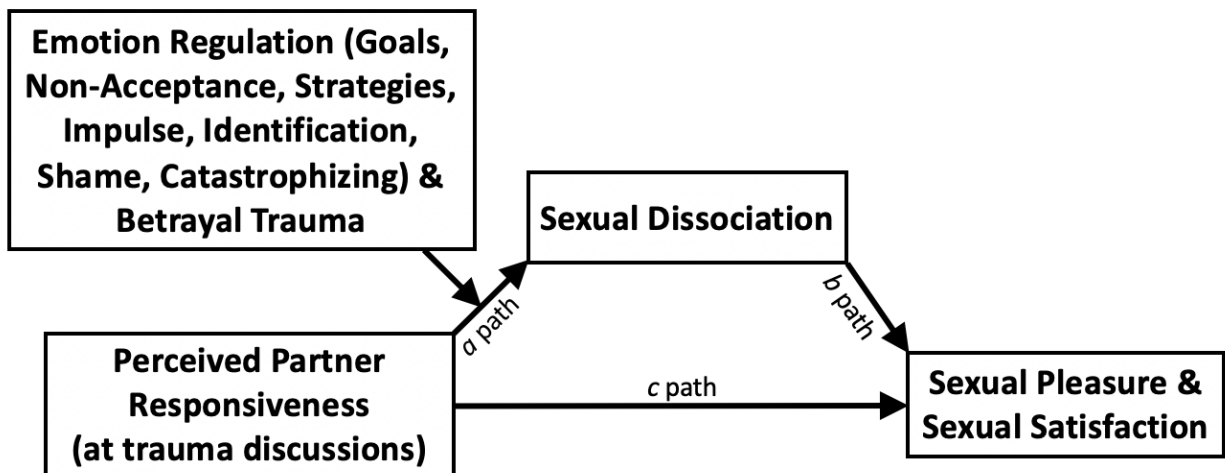 Emotion Regulation (Goals,
Non-Acceptance, Strategies,
Impulse, Identification,
Shame, Catastrophizing) &
Betrayal Trauma
Sexual Dissociation
a path
b path
Perceived Partner
Responsiveness
(at trauma discussions)
c path
Sexual Pleasure &
Sexual Satisfaction